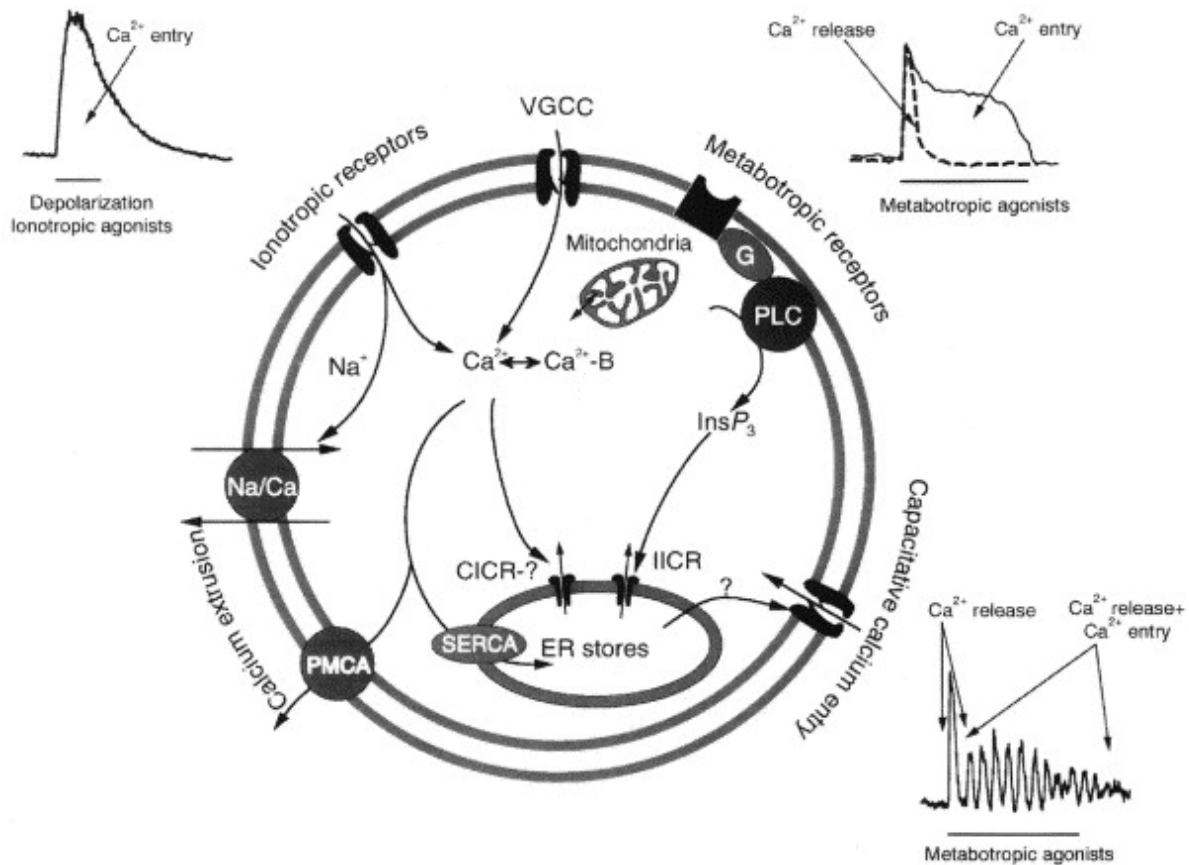 Ca²⁺ entry
Depolarization
Ionotropic agonists
Ca²⁺ release
Ca²⁺ entry
Metabotropic agonists
VGCC
Ionotropic receptors
Metabotropic receptors
Mitochondria
G
PLC
Na⁺
Ca²⁺
Ca²⁺-B
InsP₃
Na/Ca
Calcium extrusion
PMCA
CICR-?
IICR
?
SERCA
ER stores
Capacitative calcium entry
Ca²⁺ release
Ca²⁺ release+
Ca²⁺ entry
Metabotropic agonists